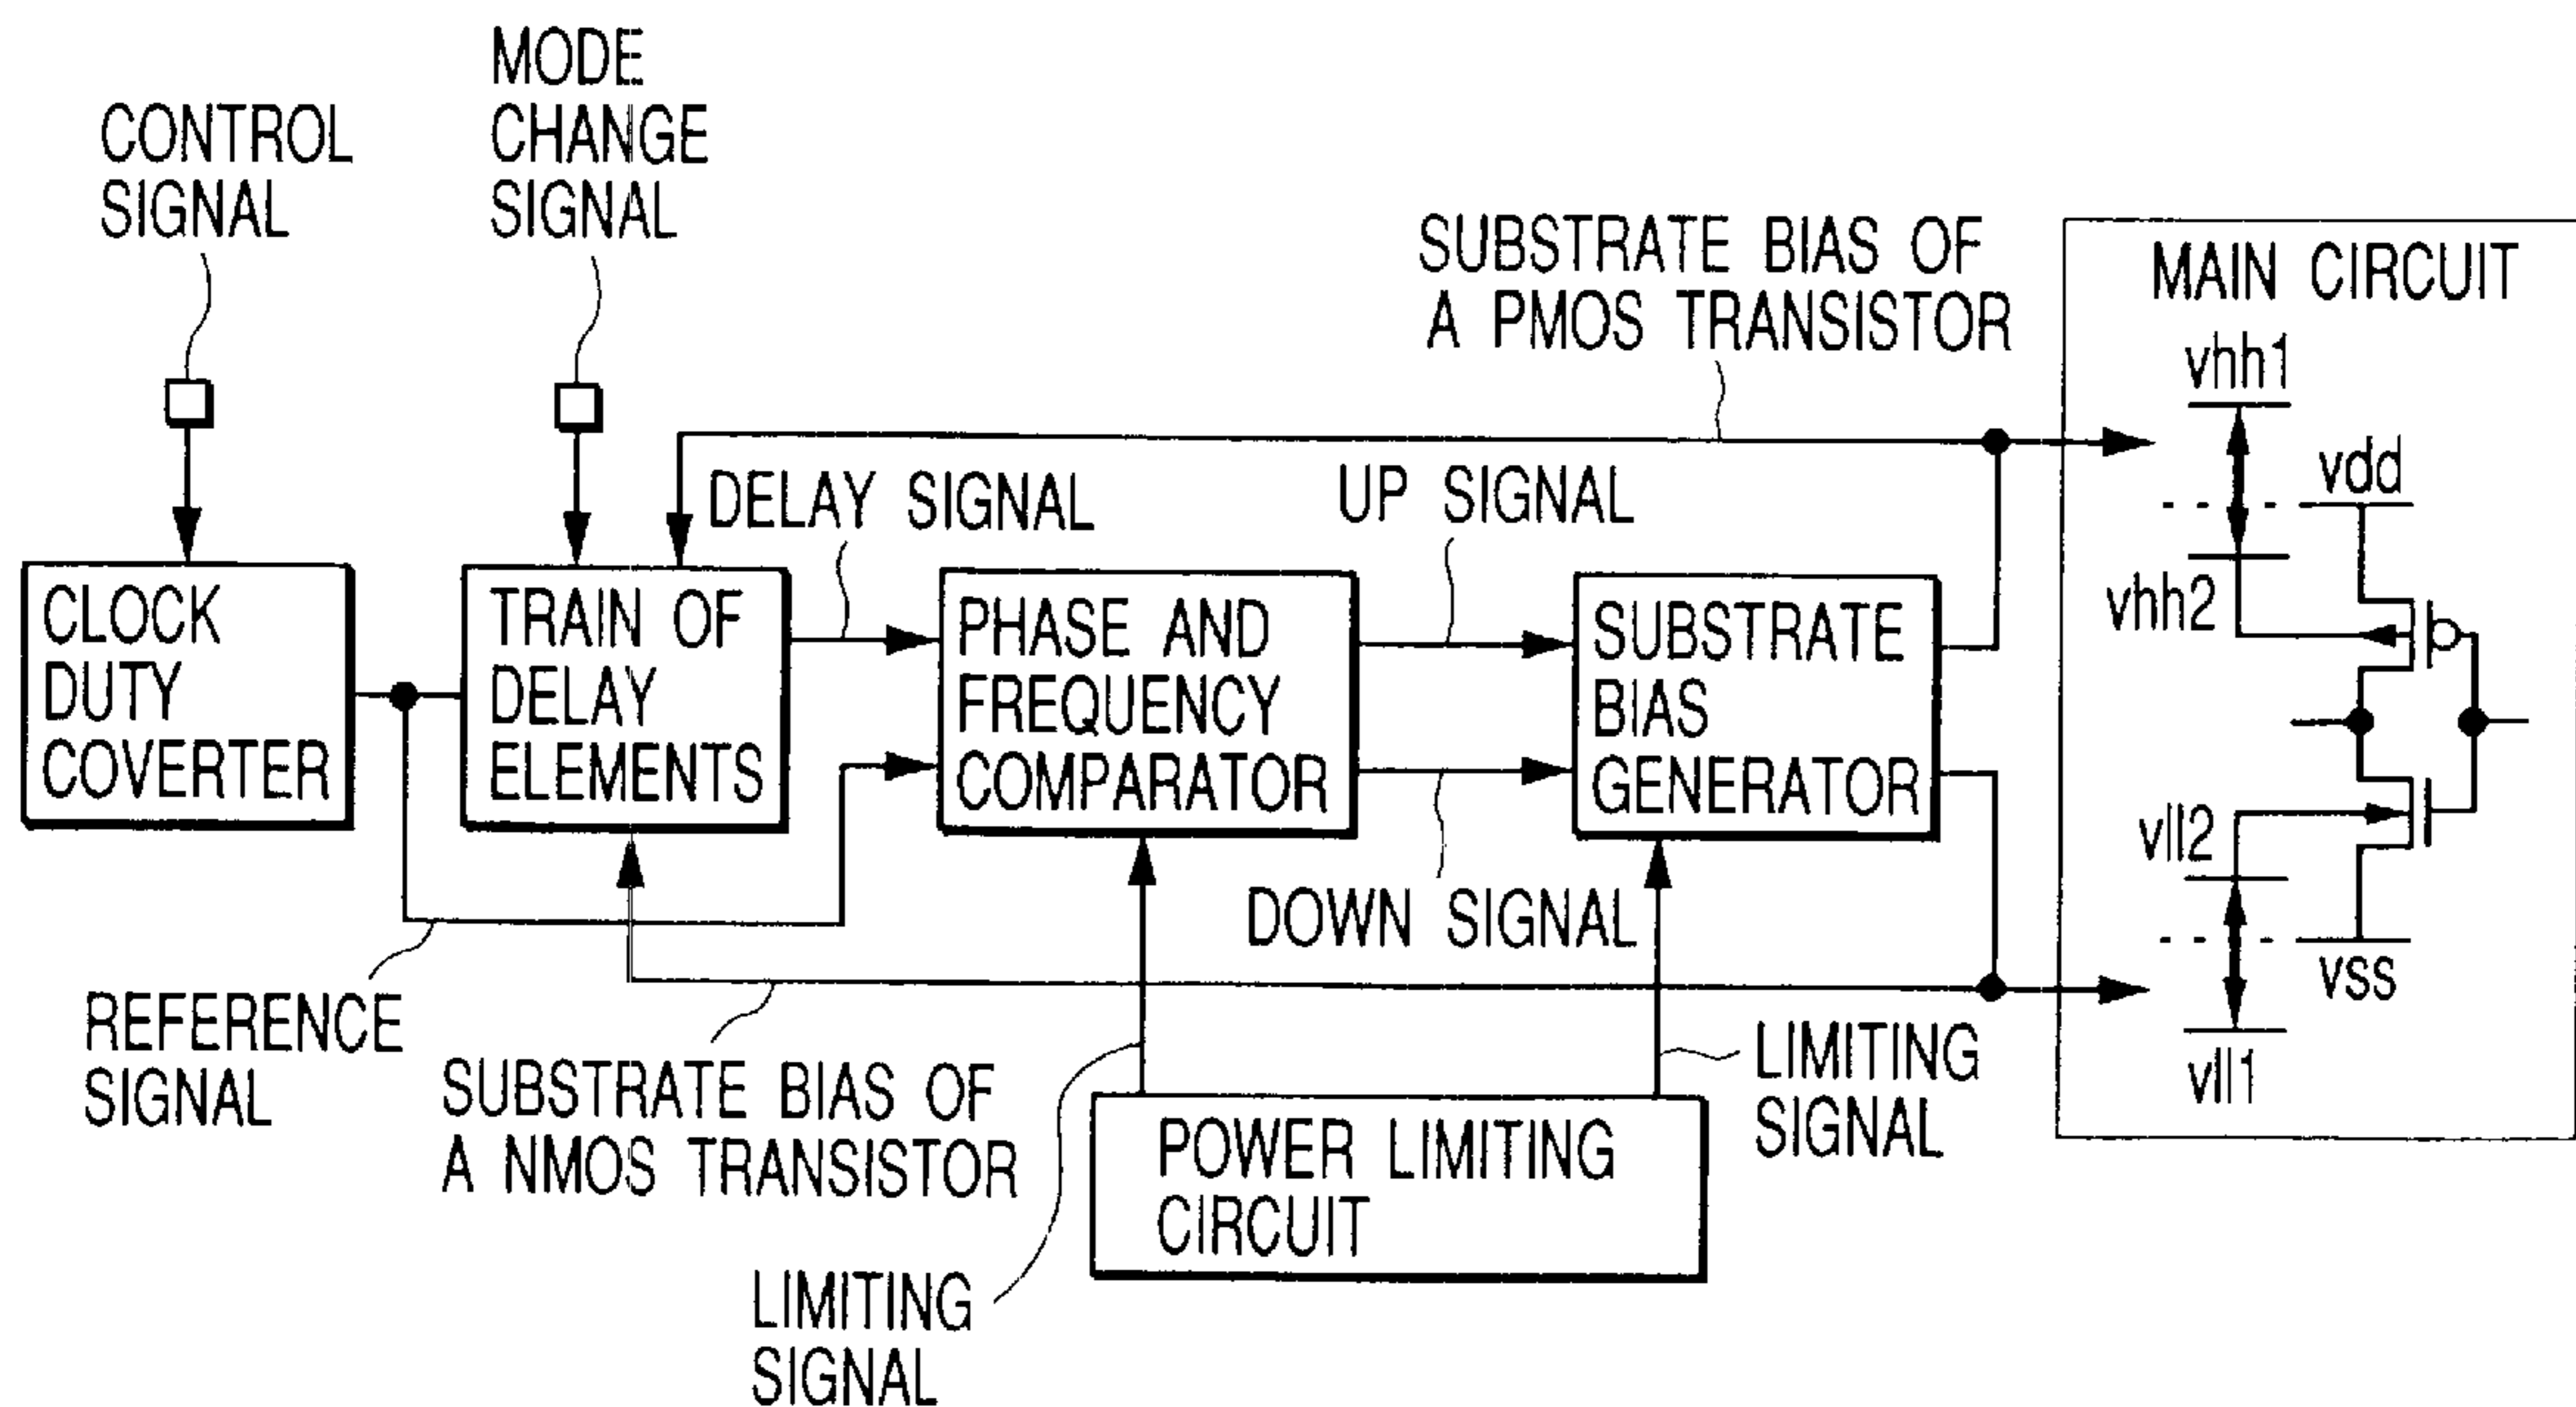 MODE
CHANGE
SIGNAL
CONTROL
SIGNAL
SUBSTRATE BIAS OF
A PMOS TRANSISTOR
MAIN CIRCUIT
vhh1
vdd
vhh2
DELAY SIGNAL
UP SIGNAL
CLOCK
DUTY
COVERTER
TRAIN OF
DELAY
ELEMENTS
PHASE AND
FREQUENCY
COMPARATOR
SUBSTRATE
BIAS
GENERATOR
vll2
vss
vll1
DOWN SIGNAL
REFERENCE
SIGNAL
SUBSTRATE BIAS OF
A NMOS TRANSISTOR
LIMITING
SIGNAL
POWER LIMITING
CIRCUIT
LIMITING
SIGNAL